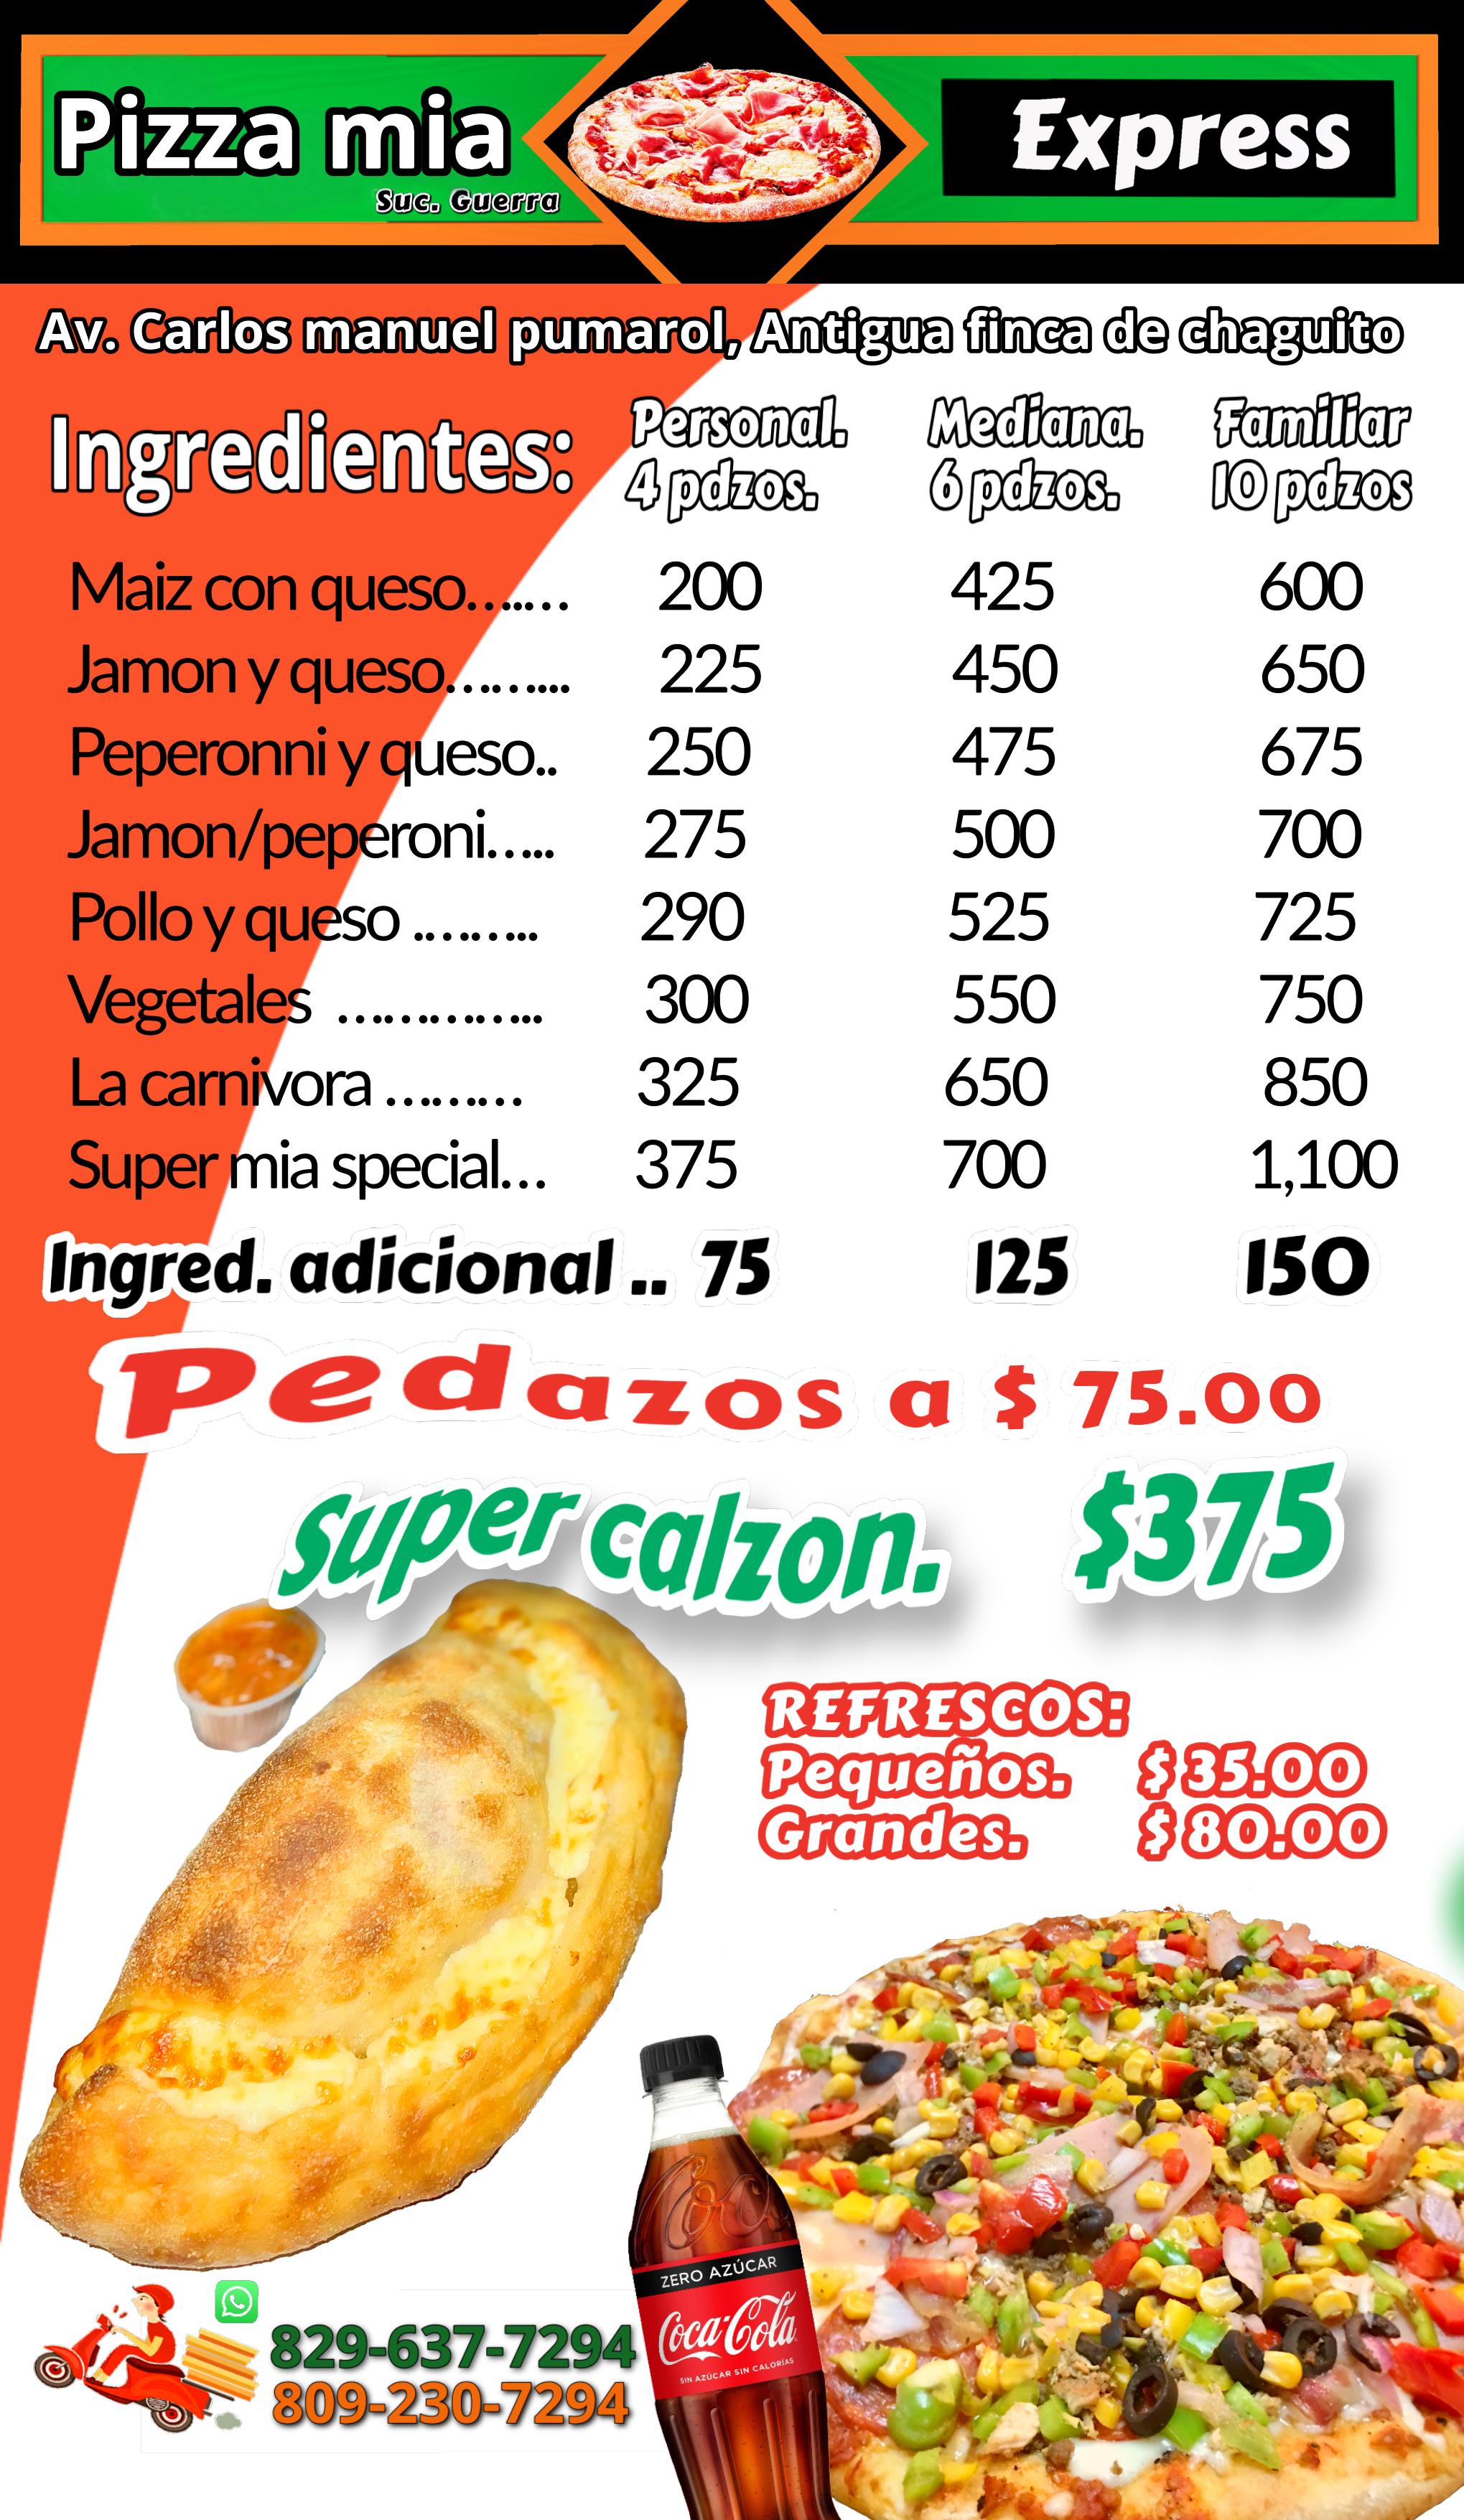 Pizza mia
Suc. Guerra
Express
Av. Carlos manuel pumarol, Antigua finca de chaguito
Ingredientes: Personal. 4 pdzos. Mediana. 6 pdzos. Familiar 10 pdzos
Maiz con queso....... 200 425 600
Jamon y queso......... 225 450 650
Peperonni y queso.. 250 475 675
Jamon/peperoni..... 275 500 700
Pollo y queso ........ 290 525 725
Vegetales ............. 300 550 750
La carnivora ......... 325 650 850
Super mia special... 375 700 1,100
Ingred. adicional .. 75 125 150
Pedazos a $ 75.00
Super calzon. $375
REFRESCOS:
Pequeños. $ 35.00
Grandes. $ 80.00
829-637-7294
809-230-7294
ZERO AZÚCAR
Coca-Cola
SIN AZÚCAR SIN CALORÍAS